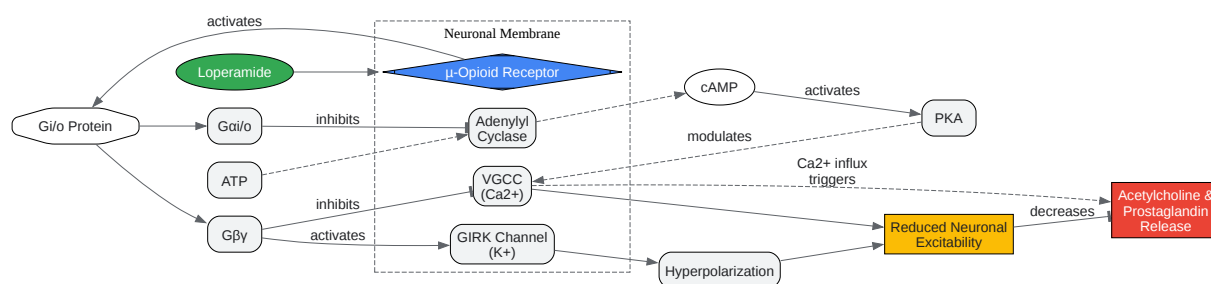 activates
Neuronal Membrane
Loperamide
µ-Opioid Receptor
cAMP
activates
Gi/o Protein
Gαi/o
inhibits
Adenylyl
Cyclase
PKA
modulates
ATP
Ca2+ influx
triggers
VGCC
(Ca2+)
inhibits
Acetylcholine &
Prostaglandin
Release
decreases
Gβγ
activates
GIRK Channel
(K+)
Reduced Neuronal
Excitability
Hyperpolarization